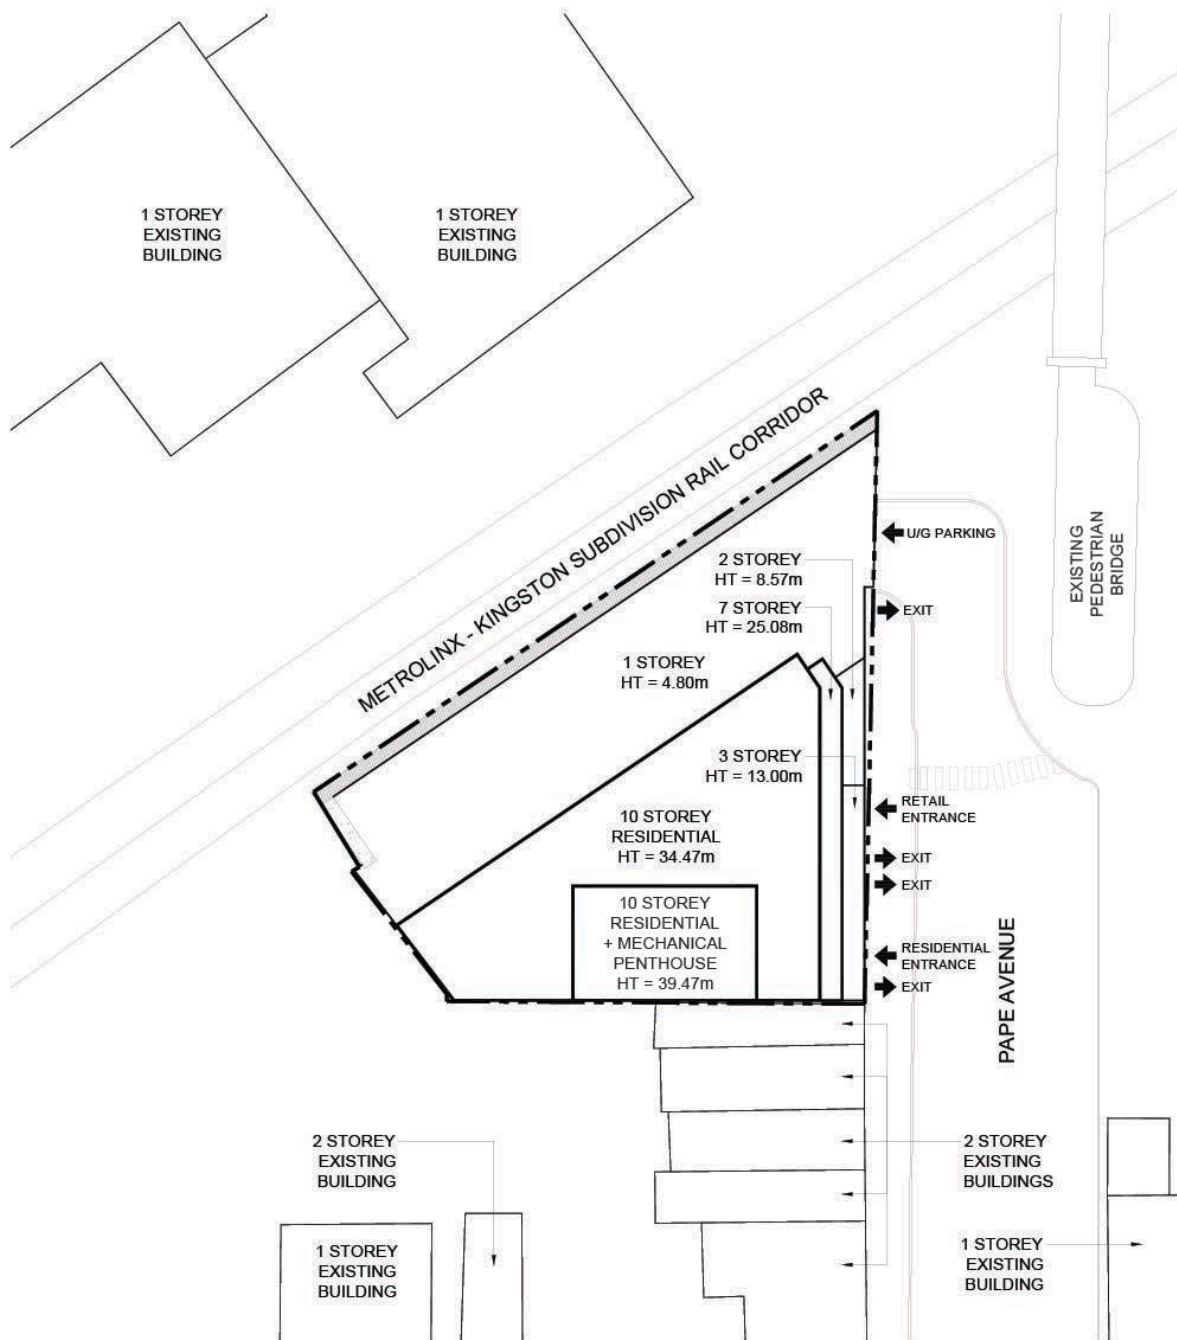 1 STOREY
EXISTING
BUILDING
1 STOREY
EXISTING
BUILDING
METROLINX - KINGSTON SUBDIVISION RAIL CORRIDOR
EXISTING
PEDESTRIAN
BRIDGE
U/G PARKING
2 STOREY
HT = 8.57m
7 STOREY
HT = 25.08m
EXIT
1 STOREY
HT = 4.80m
3 STOREY
HT = 13.00m
10 STOREY
RESIDENTIAL
HT = 34.47m
RETAIL
ENTRANCE
EXIT
EXIT
10 STOREY
RESIDENTIAL
+ MECHANICAL
PENTHOUSE
HT = 39.47m
RESIDENTIAL
ENTRANCE
EXIT
PAPE AVENUE
2 STOREY
EXISTING
BUILDING
2 STOREY
EXISTING
BUILDINGS
1 STOREY
EXISTING
BUILDING
1 STOREY
EXISTING
BUILDING